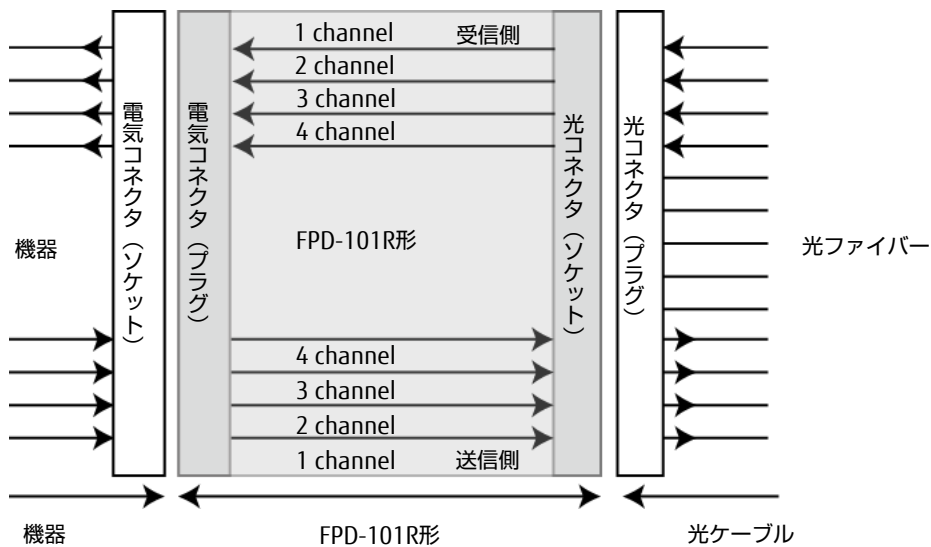 1 channel 受信側
2 channel
3 channel
4 channel
電気コネクタ（ソケット）
電気コネクタ（プラグ）
光コネクタ（ソケット）
光コネクタ（プラグ）
機器
FPD-101R形
光ファイバー
4 channel
3 channel
2 channel
1 channel 送信側
機器
FPD-101R形
光ケーブル